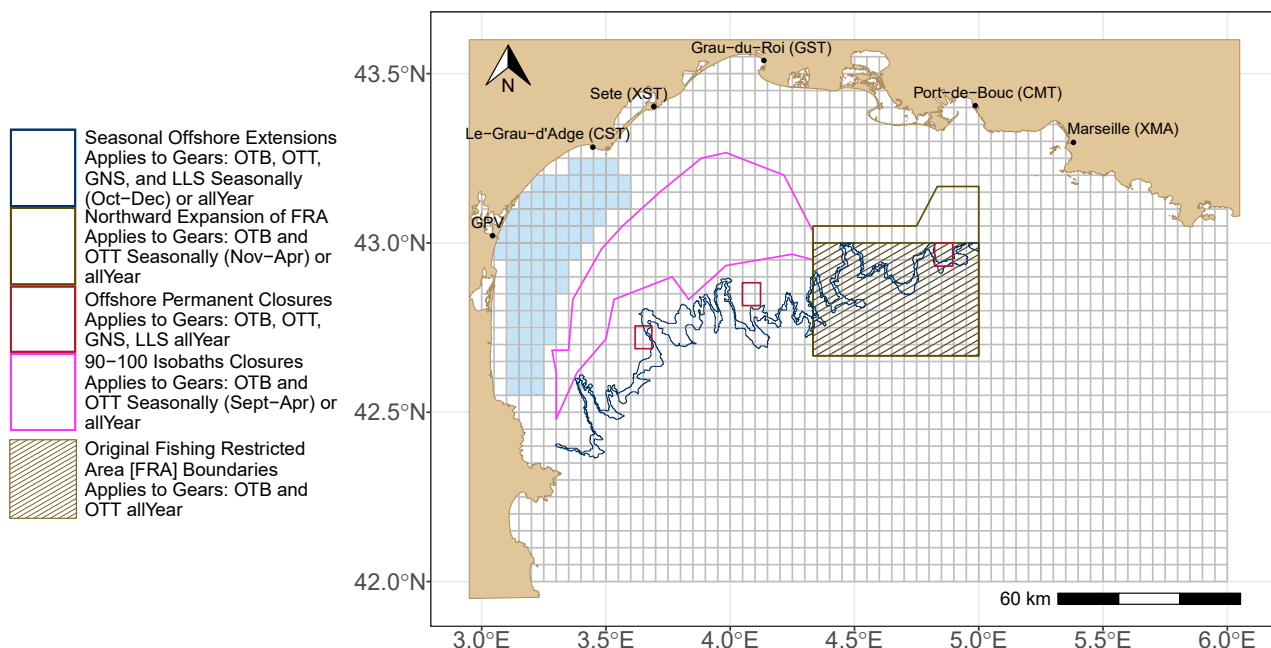 Seasonal Offshore Extensions
Applies to Gears: OTB, OTT,
GNS, and LLS Seasonally
(Oct−Dec) or allYear
Northward Expansion of FRA
Applies to Gears: OTB and
OTT Seasonally (Nov−Apr) or
allYear
Offshore Permanent Closures
Applies to Gears: OTB, OTT,
GNS, LLS allYear
90−100 Isobaths Closures
Applies to Gears: OTB and
OTT Seasonally (Sept−Apr) or
allYear
Original Fishing Restricted
Area [FRA] Boundaries
Applies to Gears: OTB and
OTT allYear
43.5°N
43.0°N
42.5°N
42.0°N
N
Grau−du−Roi (GST)
Sete (XST)
Port−de−Bouc (CMT)
Le−Grau−d'Adge (CST)
Marseille (XMA)
GPV
60 km
3.0°E
3.5°E
4.0°E
4.5°E
5.0°E
5.5°E
6.0°E